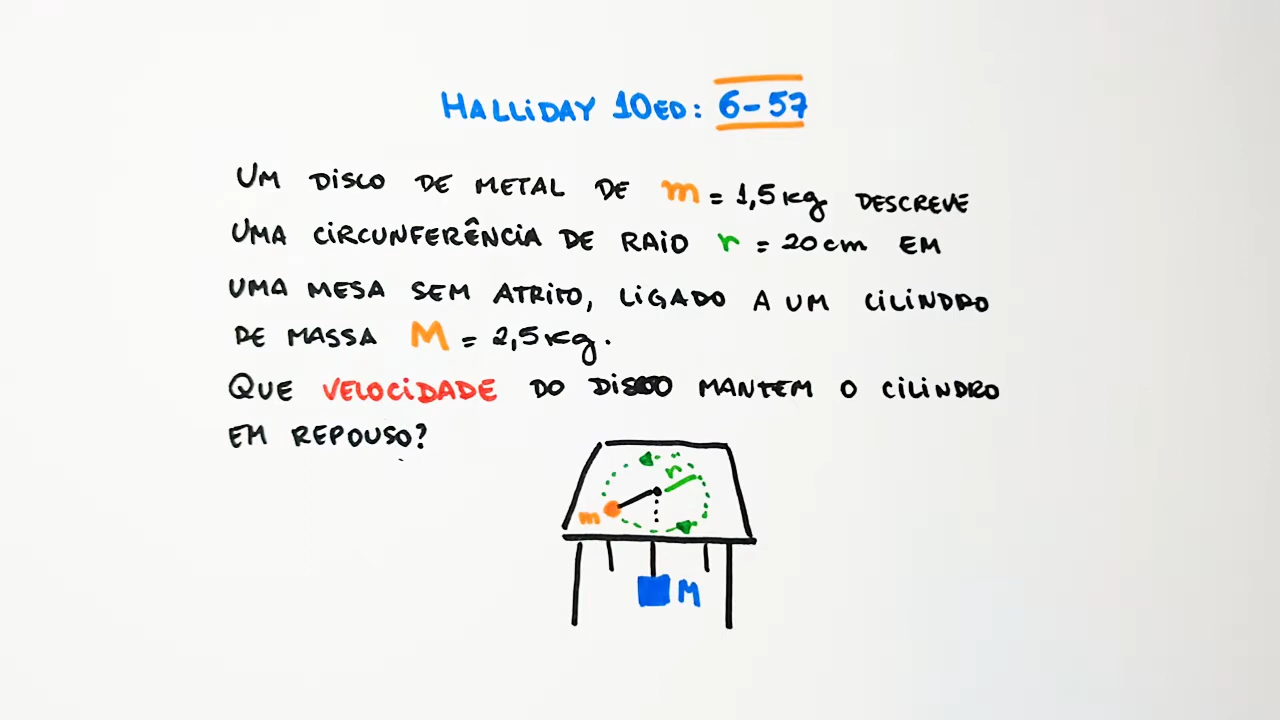 HALLIDAY 10ED: 6-57
UM DISCO DE METAL DE m = 1,5 kg DESCREVE
UMA CIRCUNFERÊNCIA DE RAIO r = 20 cm EM
UMA MESA SEM ATRITO, LIGADO A UM CILINDRO
DE MASSA M = 2,5 kg.
QUE VELOCIDADE DO DISCO MANTEM O CILINDRO
EM REPOUSO?
r
m
M